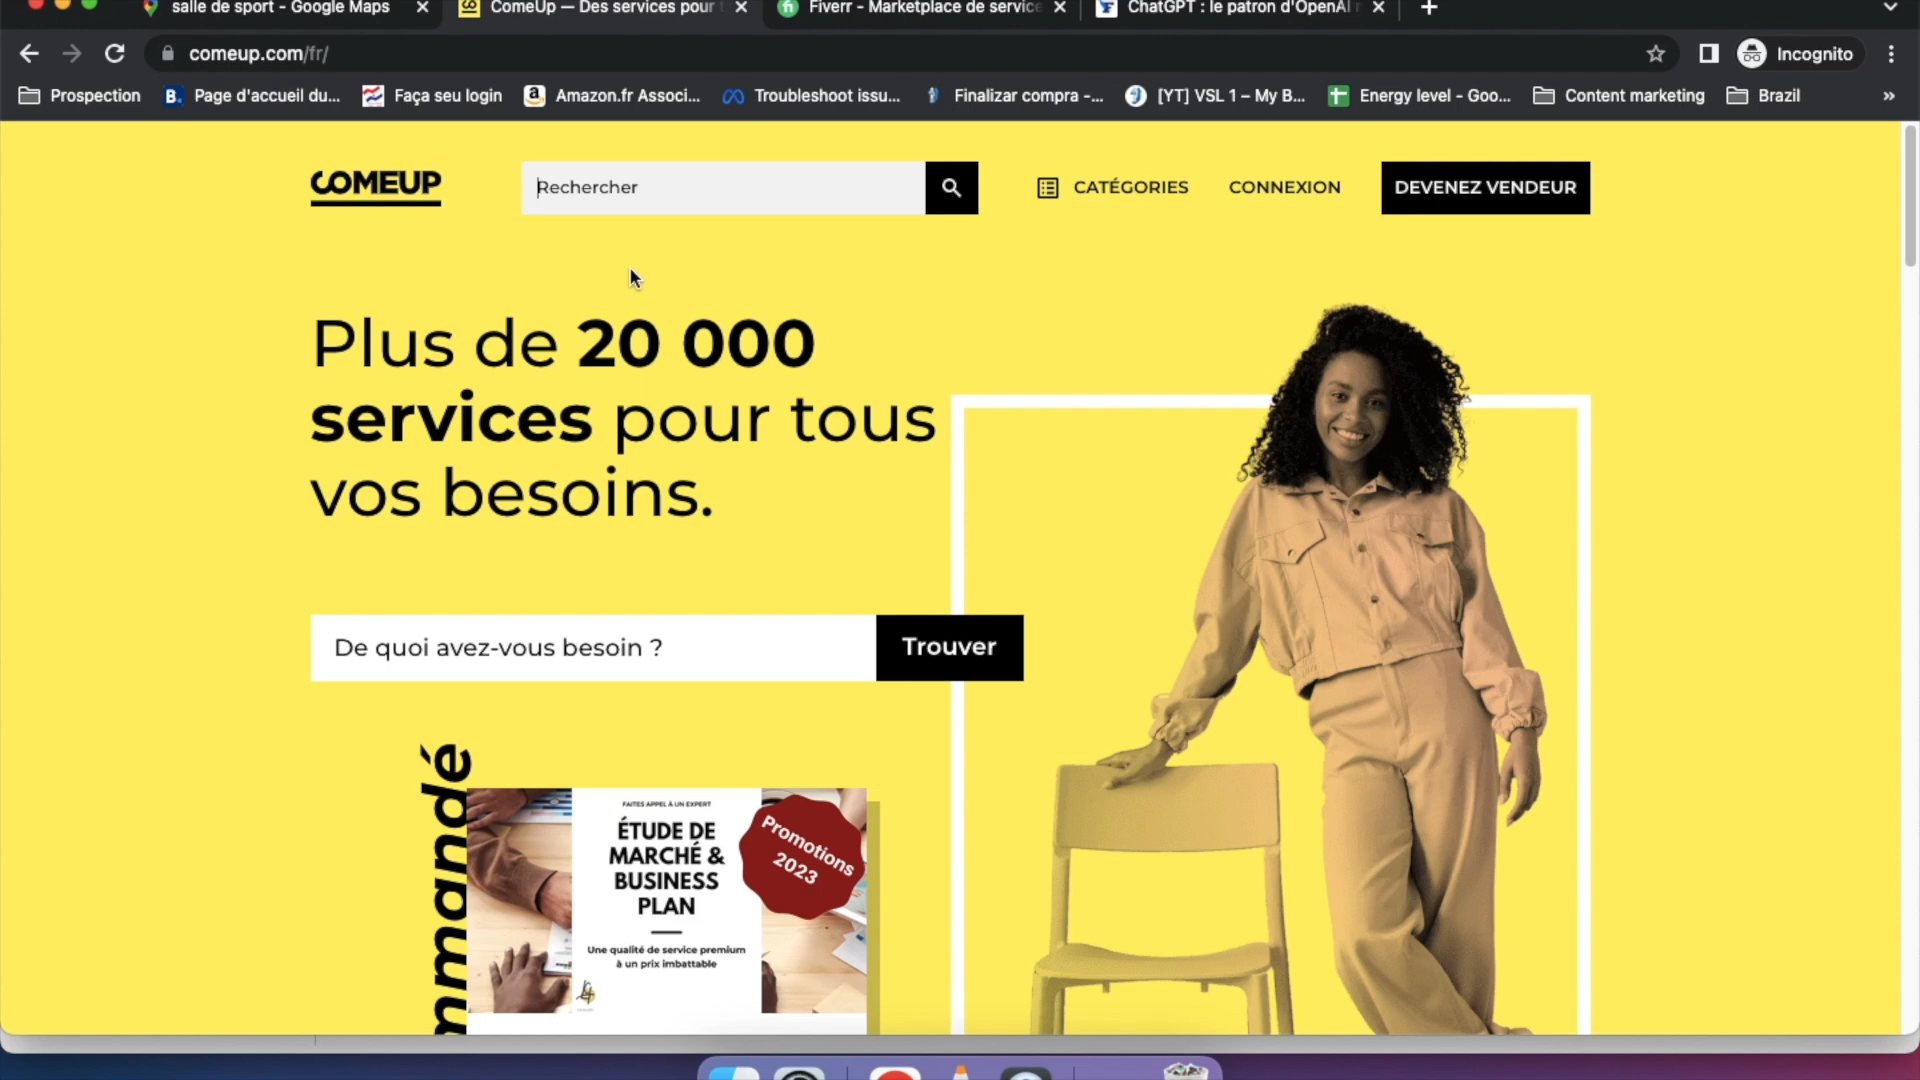 salle de sport - Google Maps
ComeUp — Des services pour
Fiverr - Marketplace de service
ChatGPT : le patron d'OpenAI
comeup.com/fr/
Incognito
Prospection
Page d'accueil du...
Faça seu login
Amazon.fr Associ...
Troubleshoot issu...
Finalizar compra -...
[YT] VSL 1 – My B...
Energy level - Goo...
Content marketing
Brazil
COMEUP
Rechercher
CATÉGORIES
CONNEXION
DEVENEZ VENDEUR
Plus de 20 000
services pour tous
vos besoins.
De quoi avez-vous besoin ?
Trouver
mmandé
FAITES APPEL À UN EXPERT
ÉTUDE DE
MARCHÉ &
BUSINESS
PLAN
Une qualité de service premium
à un prix imbattable
Promotions
2023